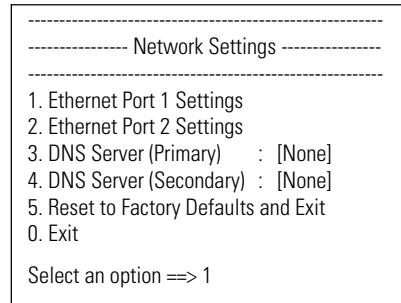 ------------------------------------------------------------
---------------- Network Settings ----------------
------------------------------------------------------------
1. Ethernet Port 1 Settings
2. Ethernet Port 2 Settings
3. DNS Server (Primary) : [None]
4. DNS Server (Secondary) : [None]
5. Reset to Factory Defaults and Exit
0. Exit
Select an option ==> 1